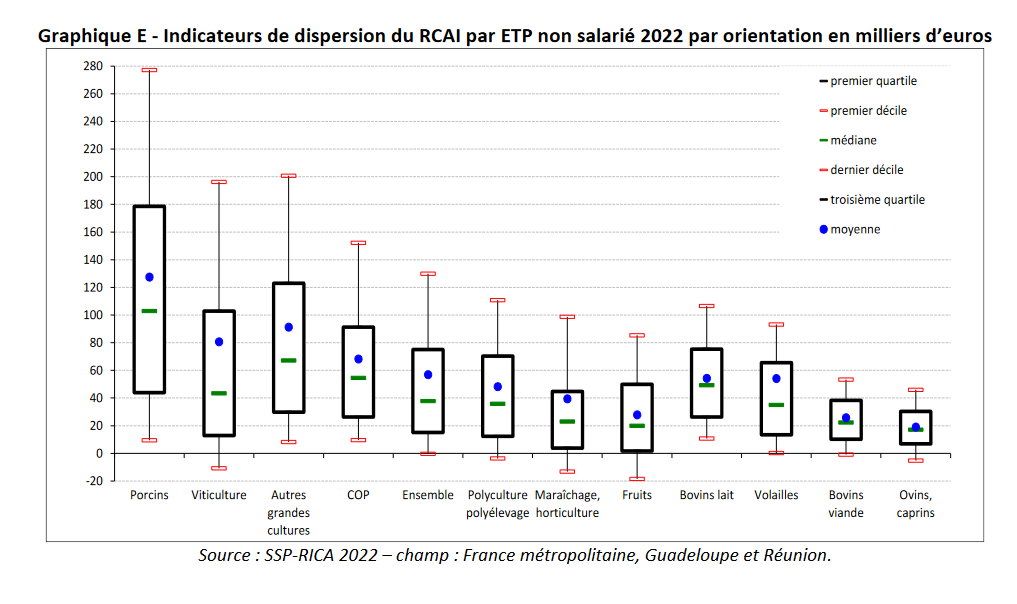 Graphique E - Indicateurs de dispersion du RCAI par ETP non salarié 2022 par orientation en milliers d’euros
280
260
240
220
200
180
160
140
120
100
80
60
40
20
0
-20
premier quartile
premier décile
médiane
dernier décile
troisième quartile
moyenne
Porcins
Viticulture
Autres
grandes
cultures
COP
Ensemble
Polyculture
polyélevage
Maraîchage,
horticulture
Fruits
Bovins lait
Volailles
Bovins
viande
Ovins,
caprins
Source : SSP-RICA 2022 – champ : France métropolitaine, Guadeloupe et Réunion.